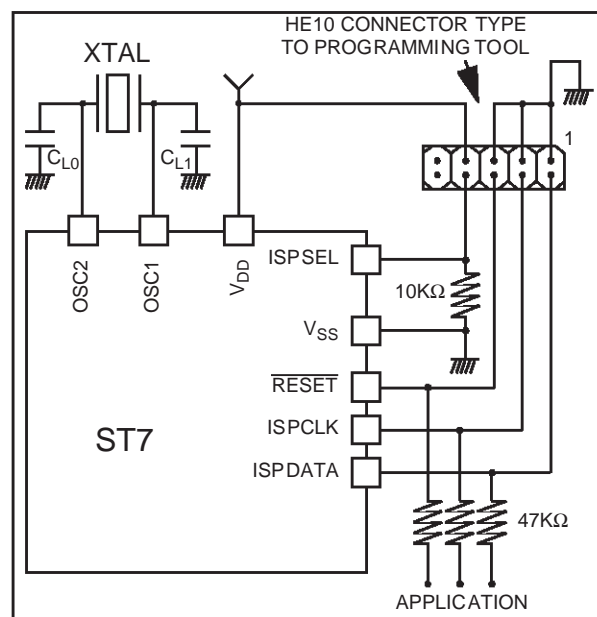 HE10 CONNECTOR TYPE
TO PROGRAMMING TOOL
XTAL
1
CL0
CL1
OSC2
OSC1
VDD
ISPSEL
10KΩ
VSS
RESET
ISPCLK
ST7
ISPDATA
47KΩ
APPLICATION